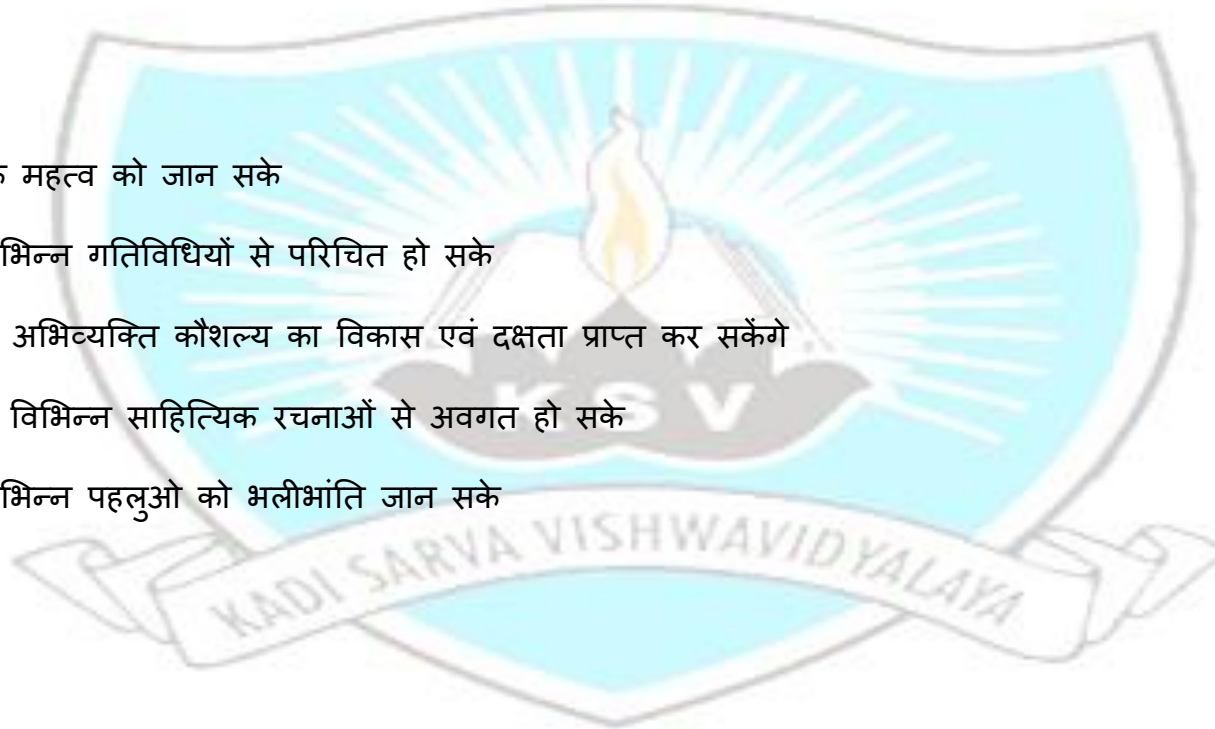 महत्व को जान सके
गतिविधियों से परिचित हो सके
अभिव्यक्ति कौशल्य का विकास एवं दक्षता प्राप्त कर सकेंगे
विभिन्न साहित्यिक रचनाओं से अवगत हो सके
पहलुओ को भलीभांति जान सके
KSV
KADI SARVA VISHWAVIDYALAYA